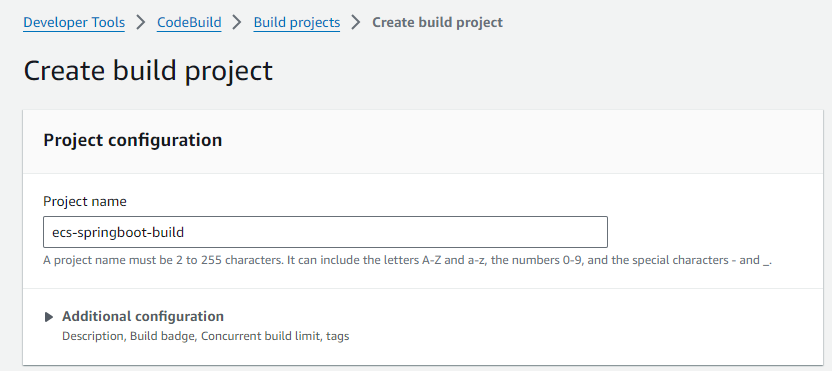 Developer Tools > CodeBuild > Build projects > Create build project
Create build project
Project configuration
Project name
ecs-springboot-build
A project name must be 2 to 255 characters. It can include the letters A-Z and a-z, the numbers 0-9, and the special characters - and _.
Additional configuration
Description, Build badge, Concurrent build limit, tags